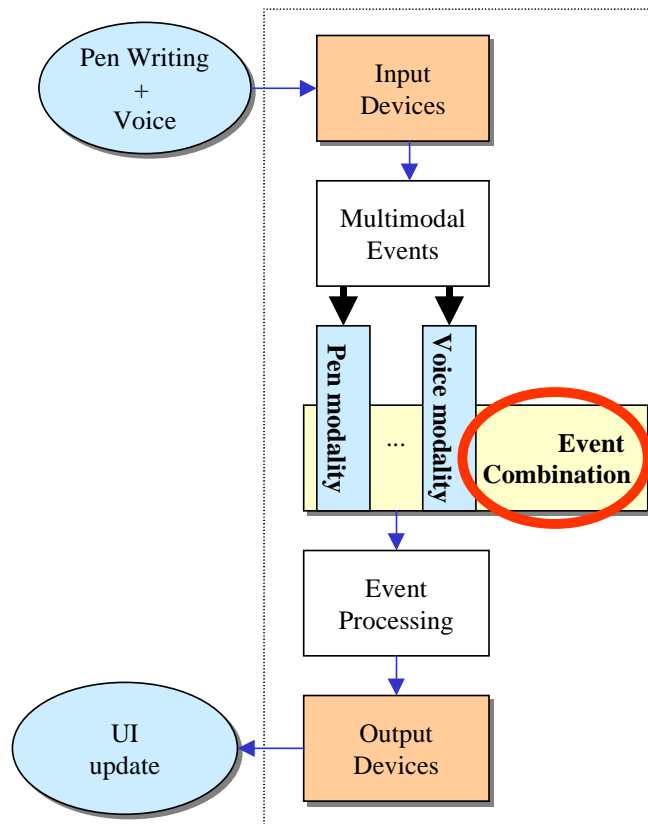 Pen Writing
+
Voice
Input
Devices
Multimodal
Events
Pen modality
...
Voice modality
Event
Combination
Event
Processing
UI
update
Output
Devices